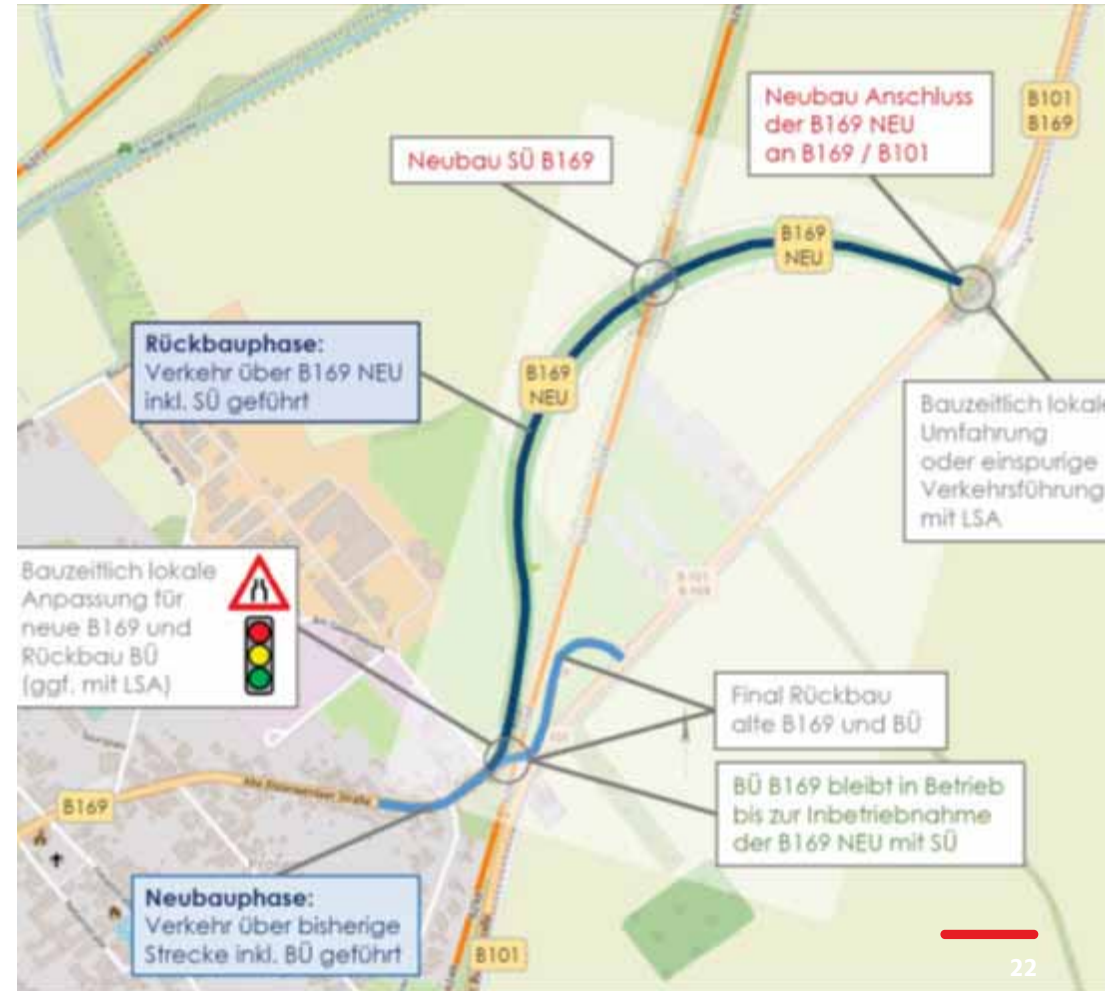 Neubau Anschluss
der B169 NEU
an B169 / B101
B101
B169
Neubau SÜ B169
B169
NEU
Rückbauphase:
Verkehr über B169 NEU
inkl. SÜ geführt
B169
NEU
Bauzeitlich lokale
Umfahrung
oder einspurige
Verkehrsführung
mit LSA
Bauzeitlich lokale
Anpassung für
neue B169 und
Rückbau BÜ
(ggf. mit LSA)
B 101
B 169
Final Rückbau
alte B169 und BÜ
BÜ B169 bleibt in Betrieb
bis zur Inbetriebnahme
der B169 NEU mit SÜ
B169
Neubauphase:
Verkehr über bisherige
Strecke inkl. BÜ geführt
B101
22